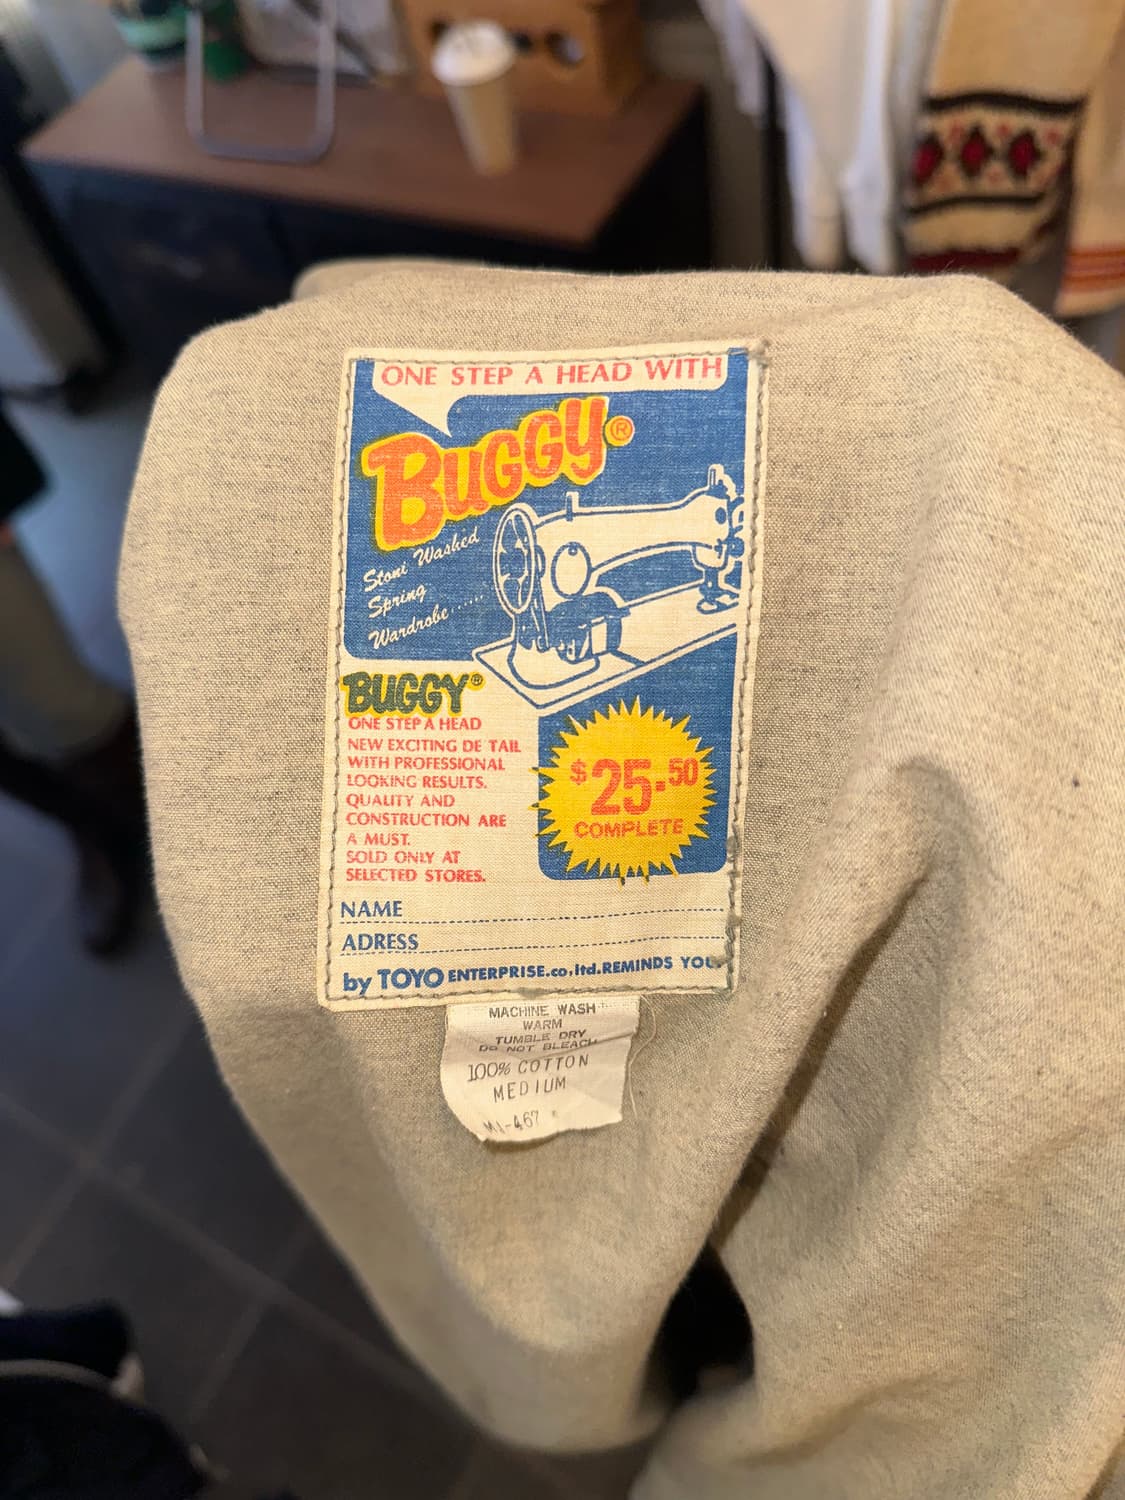 ONE STEP A HEAD WITH
BUGGY®
Stoni Washed
Spring
Wardrobe......
BUGGY®
ONE STEP A HEAD
NEW EXCITING DE TAIL
WITH PROFESSIONAL
LOOKING RESULTS.
QUALITY AND
CONSTRUCTION ARE
A MUST.
SOLD ONLY AT
SELECTED STORES.
$25-50
COMPLETE
NAME
ADRESS
by TOYO ENTERPRISE.co,ltd.REMINDS YOU
MACHINE WASH
WARM
TUMBLE DRY
DO NOT BLEACH
100% COTTON
MEDIUM
-467